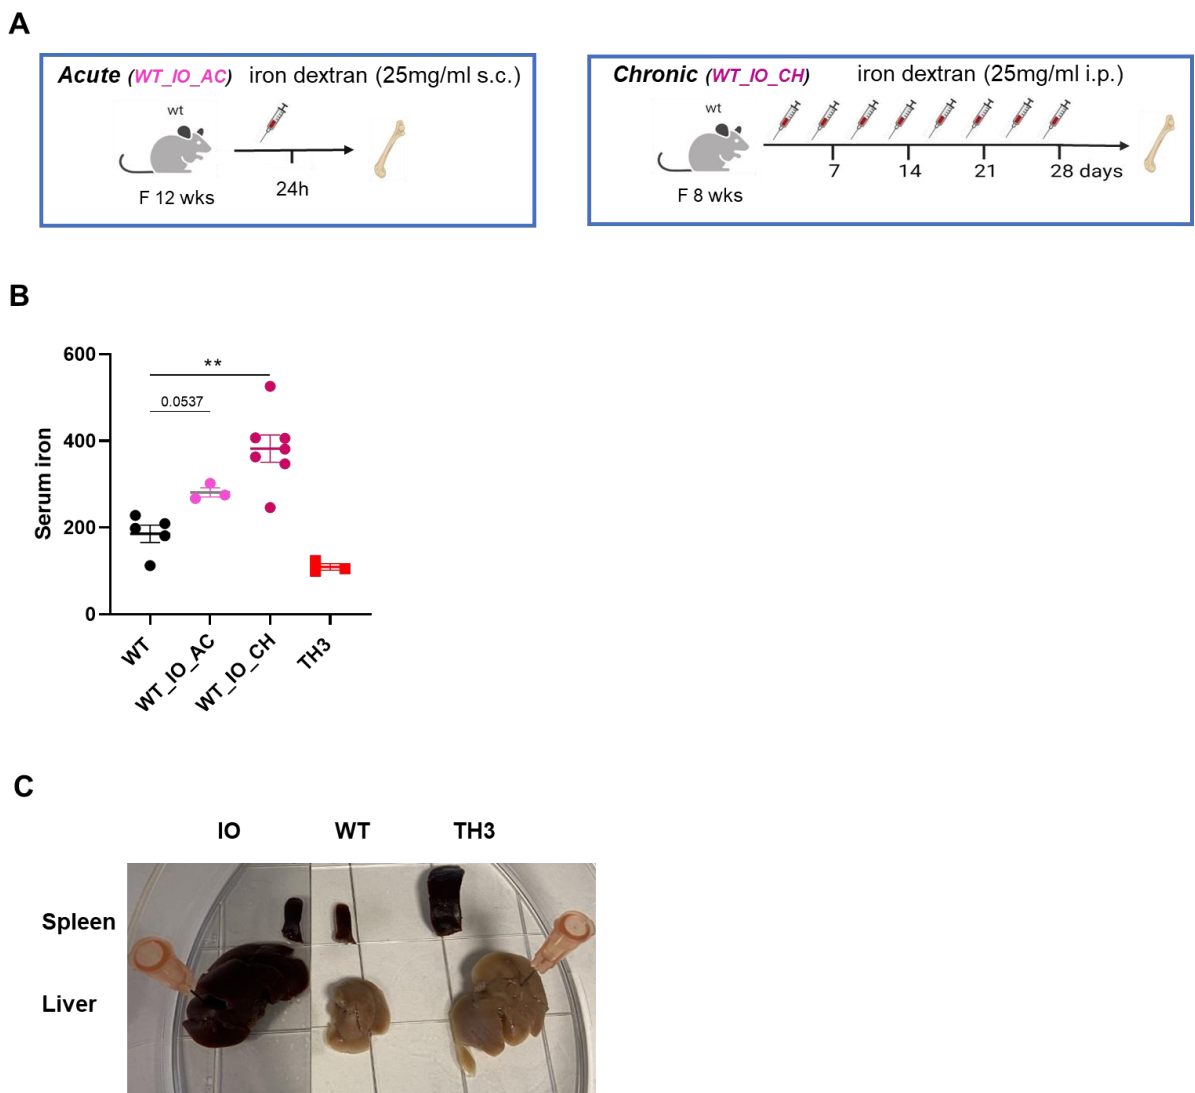 A
Acute (WT_IO_AC) iron dextran (25mg/ml s.c.)
wt
F 12 wks
24h
Chronic (WT_IO_CH) iron dextran (25mg/ml i.p.)
wt
F 8 wks
7 14 21 28 days
B
Serum iron
600
400
200
0
**
0.0537
WT
WT_IO_AC
WT_IO_CH
TH3
C
IO WT TH3
Spleen
Liver